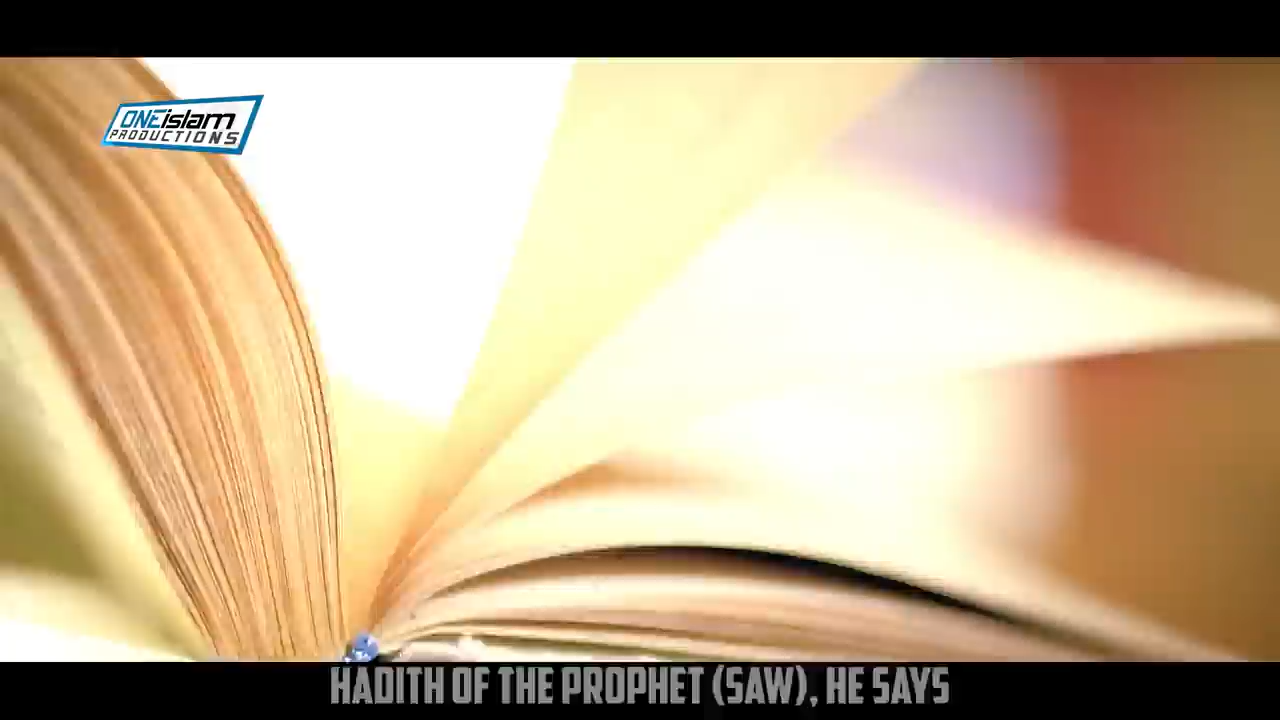 ONEislam
PRODUCTIONS
HADITH OF THE PROPHET (SAW), HE SAYS